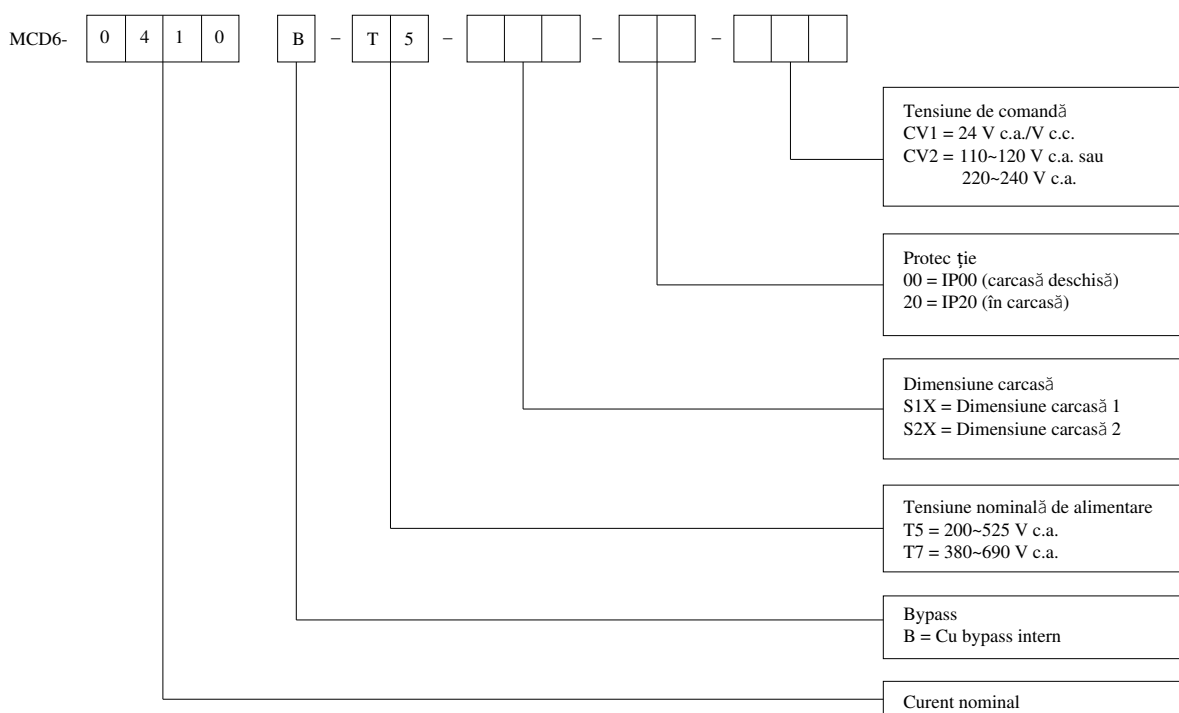 MCD6- 0 4 1 0 B – T 5 – – –
Tensiune de comandă
CV1 = 24 V c.a./V c.c.
CV2 = 110~120 V c.a. sau
220~240 V c.a.
Protec ție
00 = IP00 (carcasă deschisă)
20 = IP20 (în carcasă)
Dimensiune carcasă
S1X = Dimensiune carcasă 1
S2X = Dimensiune carcasă 2
Tensiune nominală de alimentare
T5 = 200~525 V c.a.
T7 = 380~690 V c.a.
Bypass
B = Cu bypass intern
Curent nominal